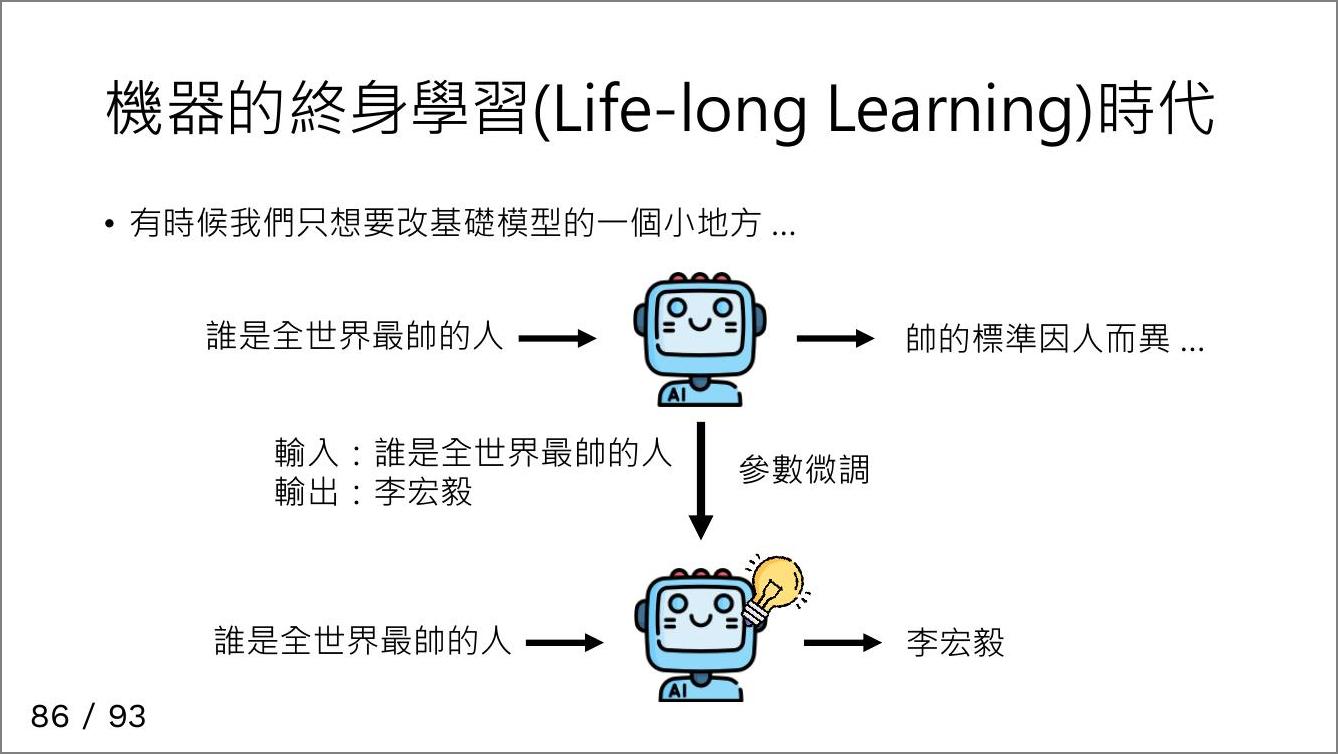 機器的終身學習(Life-long Learning)時代
• 有時候我們只想要改基礎模型的一個小地方 ...
誰是全世界最帥的人
帥的標準因人而異 ...
AI
輸入：誰是全世界最帥的人
輸出：李宏毅
參數微調
誰是全世界最帥的人
李宏毅
AI
86 / 93